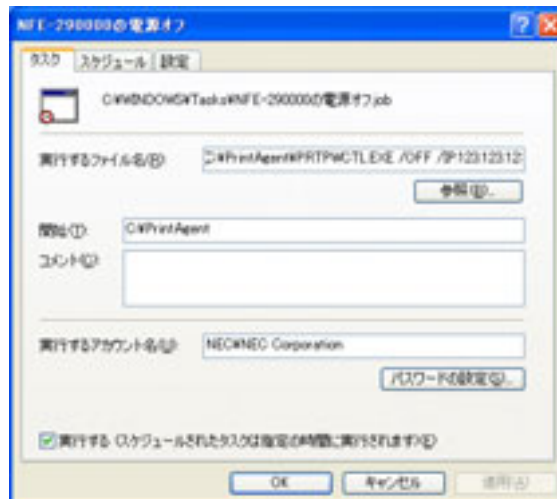 NFE-290000の電源オフ
タスク スケジュール 設定
C:¥WINDOWS¥Tasks¥NFE-290000の電源オフ.job
実行するファイル名(R):
C:¥PrintAgent¥PRTPWCTL.EXE /OFF /IP:123.123.12
参照(B)...
開始(T):
C:¥PrintAgent
コメント(C):
実行するアカウント名(U):
NEC¥NEC Corporation
パスワードの設定(S)...
実行する (スケジュールされたタスクは指定の時間に実行されます)(E)
OK キャンセル 適用(A)